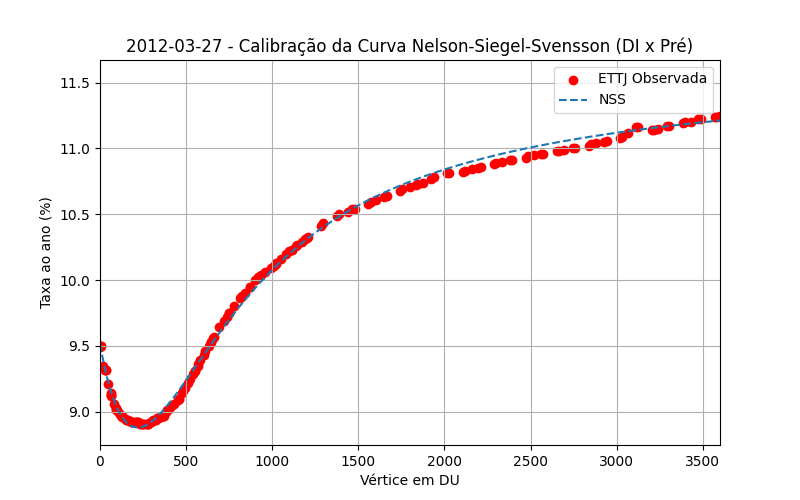 2012-03-27 - Calibração da Curva Nelson-Siegel-Svensson (DI x Pré)
ETTJ Observada
NSS
Taxa ao ano (%)
11.5
11.0
10.5
10.0
9.5
9.0
0 500 1000 1500 2000 2500 3000 3500
Vértice em DU